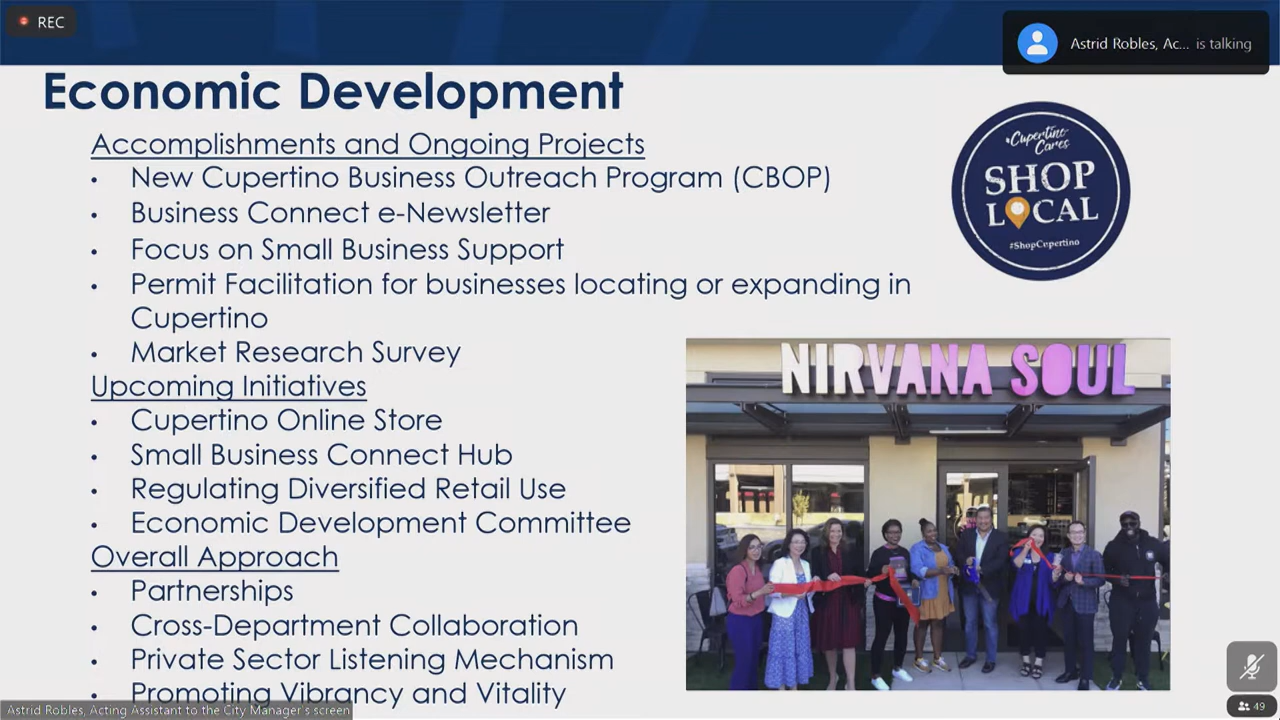 REC
Astrid Robles, Ac... is talking
Economic Development
Accomplishments and Ongoing Projects
• New Cupertino Business Outreach Program (CBOP)
• Business Connect e-Newsletter
• Focus on Small Business Support
• Permit Facilitation for businesses locating or expanding in
Cupertino
• Market Research Survey
Upcoming Initiatives
• Cupertino Online Store
• Small Business Connect Hub
• Regulating Diversified Retail Use
• Economic Development Committee
Overall Approach
• Partnerships
• Cross-Department Collaboration
• Private Sector Listening Mechanism
• Promoting Vibrancy and Vitality
Cupertino
Cares
SHOP
LOCAL
#ShopCupertino
NIRVANA SOUL
Astrid Robles, Acting Assistant to the City Manager's screen
49